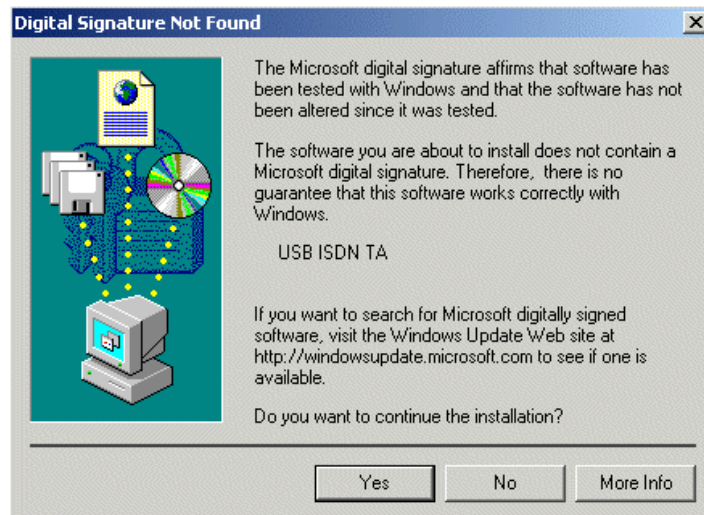 Digital Signature Not Found
The Microsoft digital signature affirms that software has
been tested with Windows and that the software has not
been altered since it was tested.
The software you are about to install does not contain a
Microsoft digital signature. Therefore,  there is no
guarantee that this software works correctly with
Windows.
USB ISDN TA
If you want to search for Microsoft digitally signed
software, visit the Windows Update Web site at
http://windowsupdate.microsoft.com to see if one is
available.
Do you want to continue the installation?
Yes No More Info